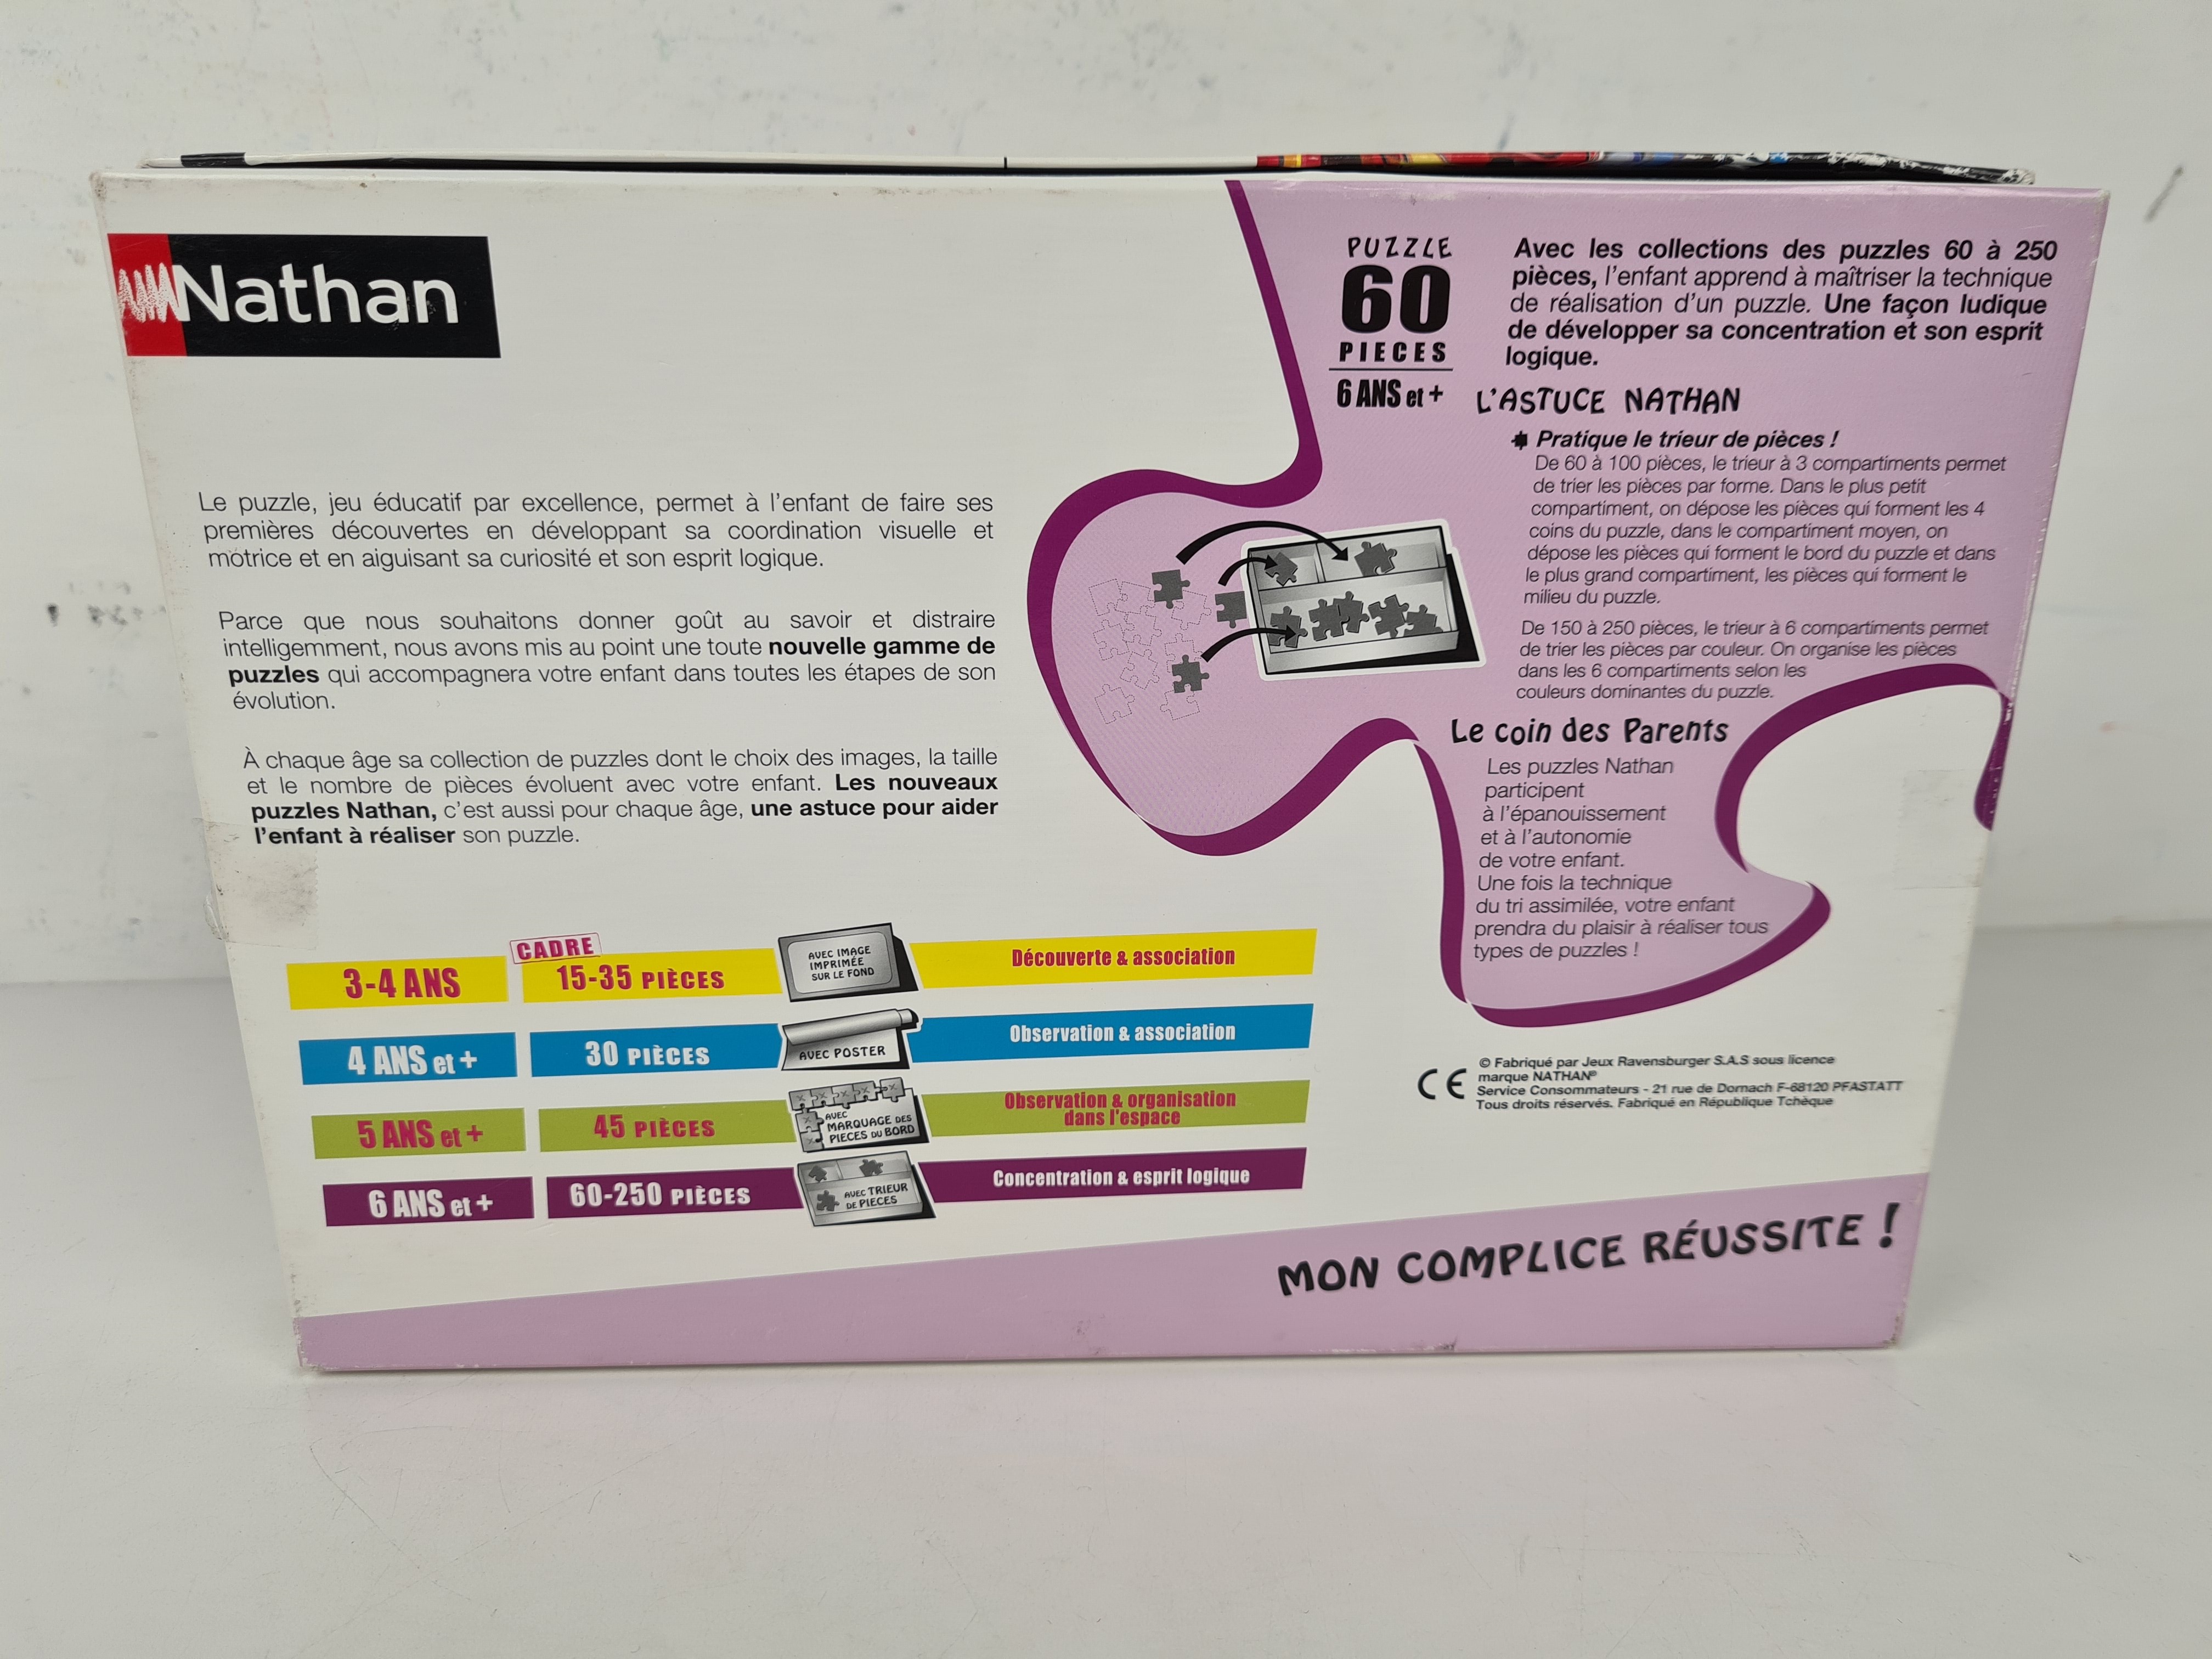 Nathan
Le puzzle, jeu éducatif par excellence, permet à l'enfant de faire ses
premières découvertes en développant sa coordination visuelle et
motrice et en aiguisant sa curiosité et son esprit logique.
Parce que nous souhaitons donner goût au savoir et distraire
intelligemment, nous avons mis au point une toute nouvelle gamme de
puzzles qui accompagnera votre enfant dans toutes les étapes de son
évolution.
À chaque âge sa collection de puzzles dont le choix des images, la taille
et le nombre de pièces évoluent avec votre enfant. Les nouveaux
puzzles Nathan, c'est aussi pour chaque âge, une astuce pour aider
l'enfant à réaliser son puzzle.
CADRE
3-4 ANS
15-35 PIÈCES
AVEC IMAGE
IMPRIMÉE
SUR LE FOND
Découverte & association
4 ANS et +
30 PIÈCES
AVEC POSTER
Observation & association
5 ANS et +
45 PIÈCES
AVEC
MARQUAGE DES
PIECES DU BORD
Observation & organisation
dans l'espace
6 ANS et +
60-250 PIÈCES
AVEC TRIEUR
DE PIECES
Concentration & esprit logique
PUZZLE
60
PIECES
6 ANS et +
Avec les collections des puzzles 60 à 250
pièces, l'enfant apprend à maîtriser la technique
de réalisation d'un puzzle. Une façon ludique
de développer sa concentration et son esprit
logique.
L'ASTUCE NATHAN
Pratique le trieur de pièces !
De 60 à 100 pièces, le trieur à 3 compartiments permet
de trier les pièces par forme. Dans le plus petit
compartiment, on dépose les pièces qui forment les 4
coins du puzzle, dans le compartiment moyen, on
dépose les pièces qui forment le bord du puzzle et dans
le plus grand compartiment, les pièces qui forment le
milieu du puzzle.
De 150 à 250 pièces, le trieur à 6 compartiments permet
de trier les pièces par couleur. On organise les pièces
dans les 6 compartiments selon les
couleurs dominantes du puzzle.
Le coin des Parents
Les puzzles Nathan
participent
à l'épanouissement
et à l'autonomie
de votre enfant.
Une fois la technique
du tri assimilée, votre enfant
prendra du plaisir à réaliser tous
types de puzzles !
CE
© Fabriqué par Jeux Ravensburger S.A.S sous licence
marque NATHAN®
Service Consommateurs - 21 rue de Dornach F-68120 PFASTATT
Tous droits réservés. Fabriqué en République Tchèque
MON COMPLICE RÉUSSITE !